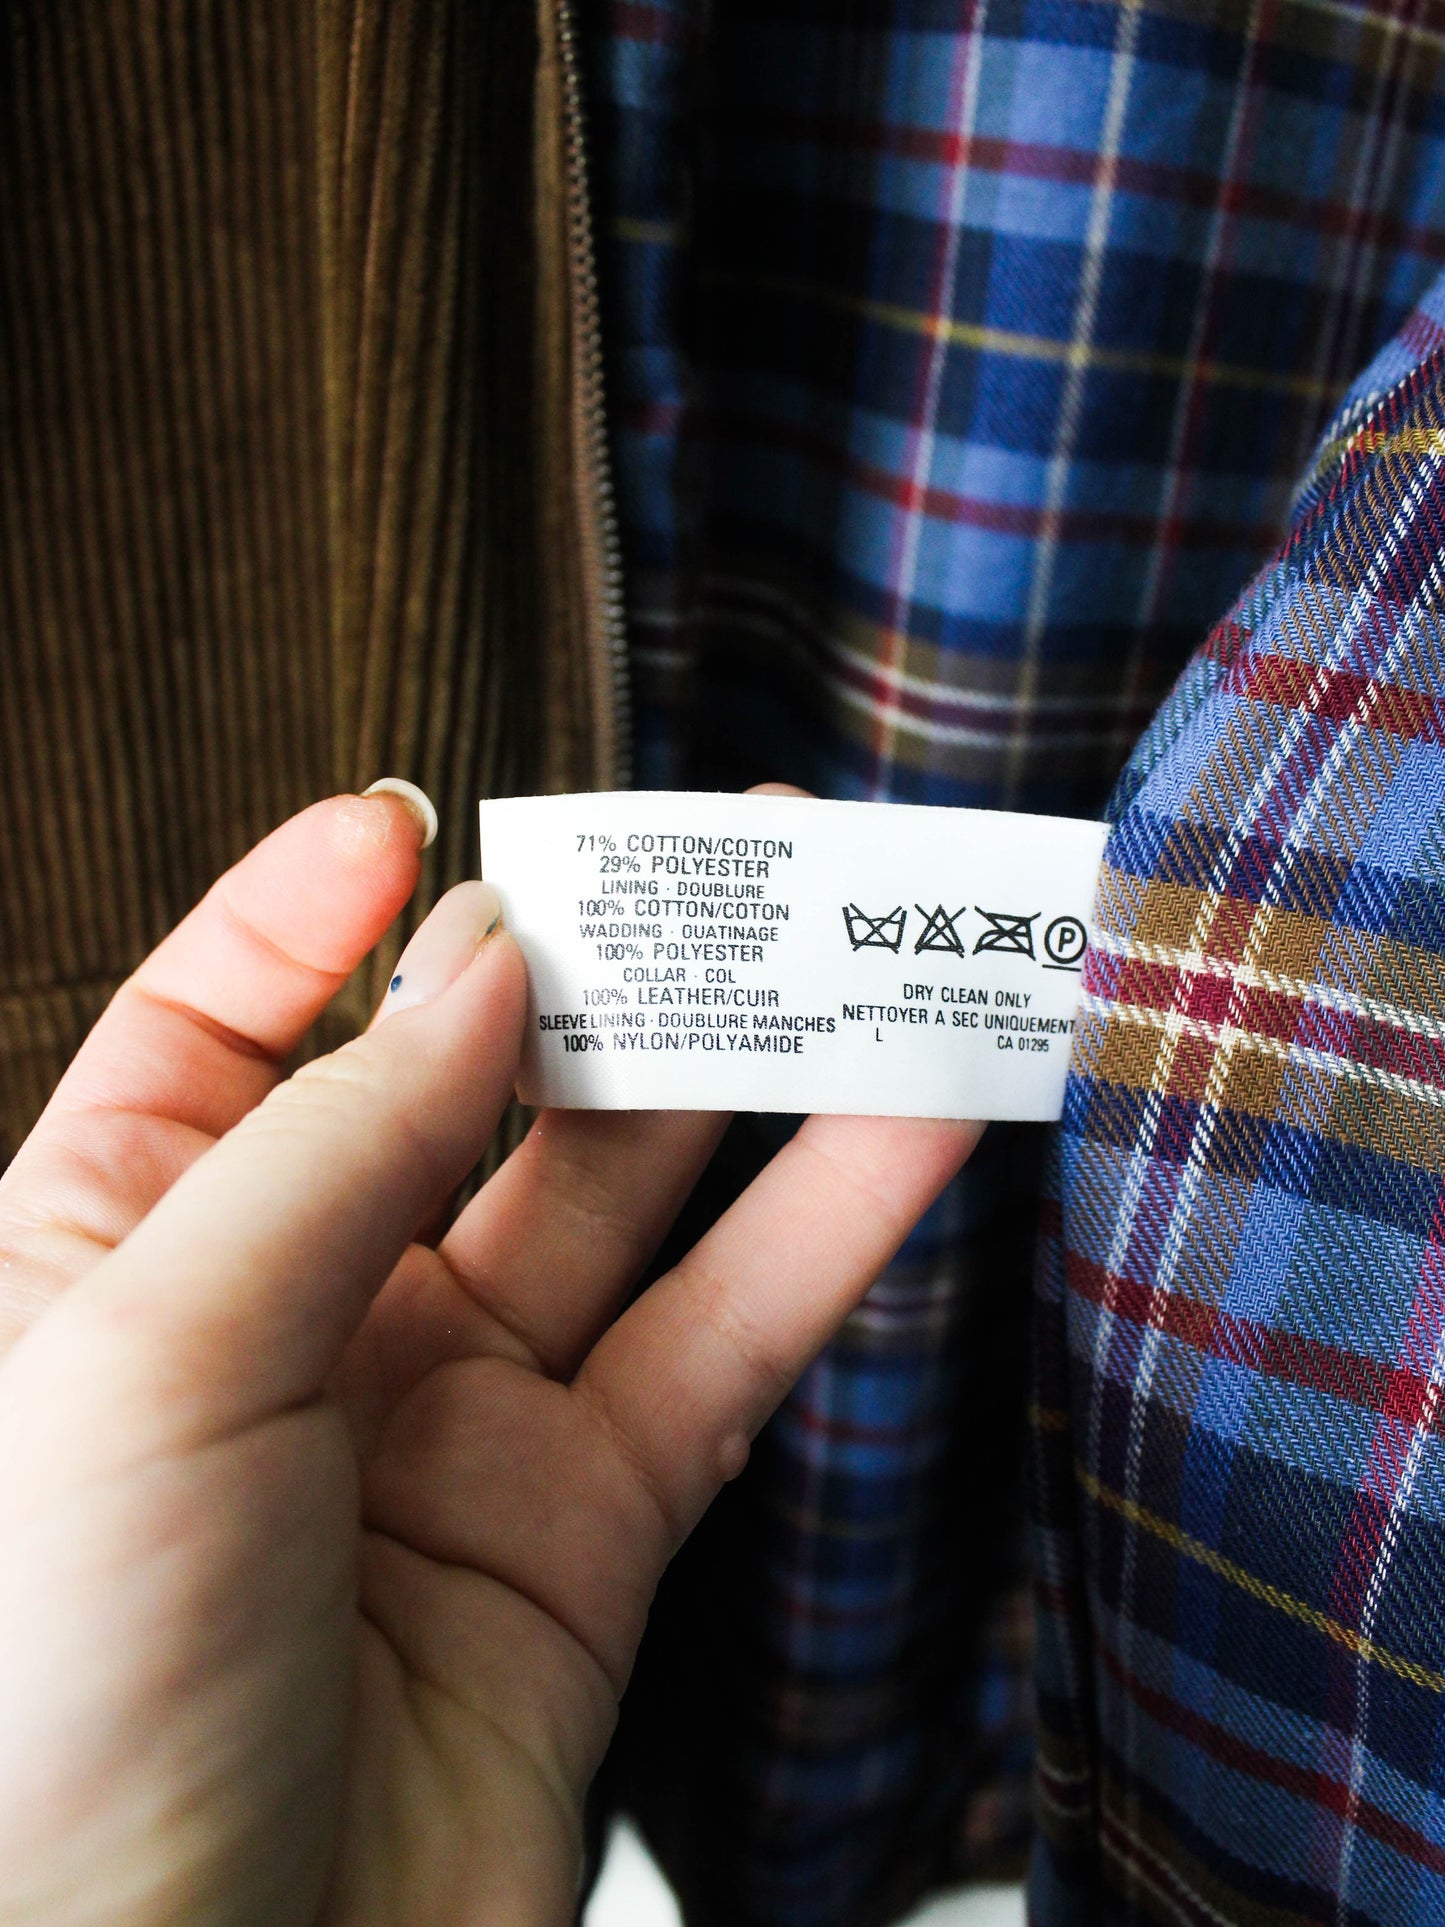 71% COTTON/COTON
29% POLYESTER
LINING · DOUBLURE
100% COTTON/COTON
WADDING · OUATINAGE
100% POLYESTER
COLLAR · COL
100% LEATHER/CUIR
SLEEVE LINING · DOUBLURE MANCHES
100% NYLON/POLYAMIDE
P
DRY CLEAN ONLY
NETTOYER A SEC UNIQUEMENT
L CA 01295